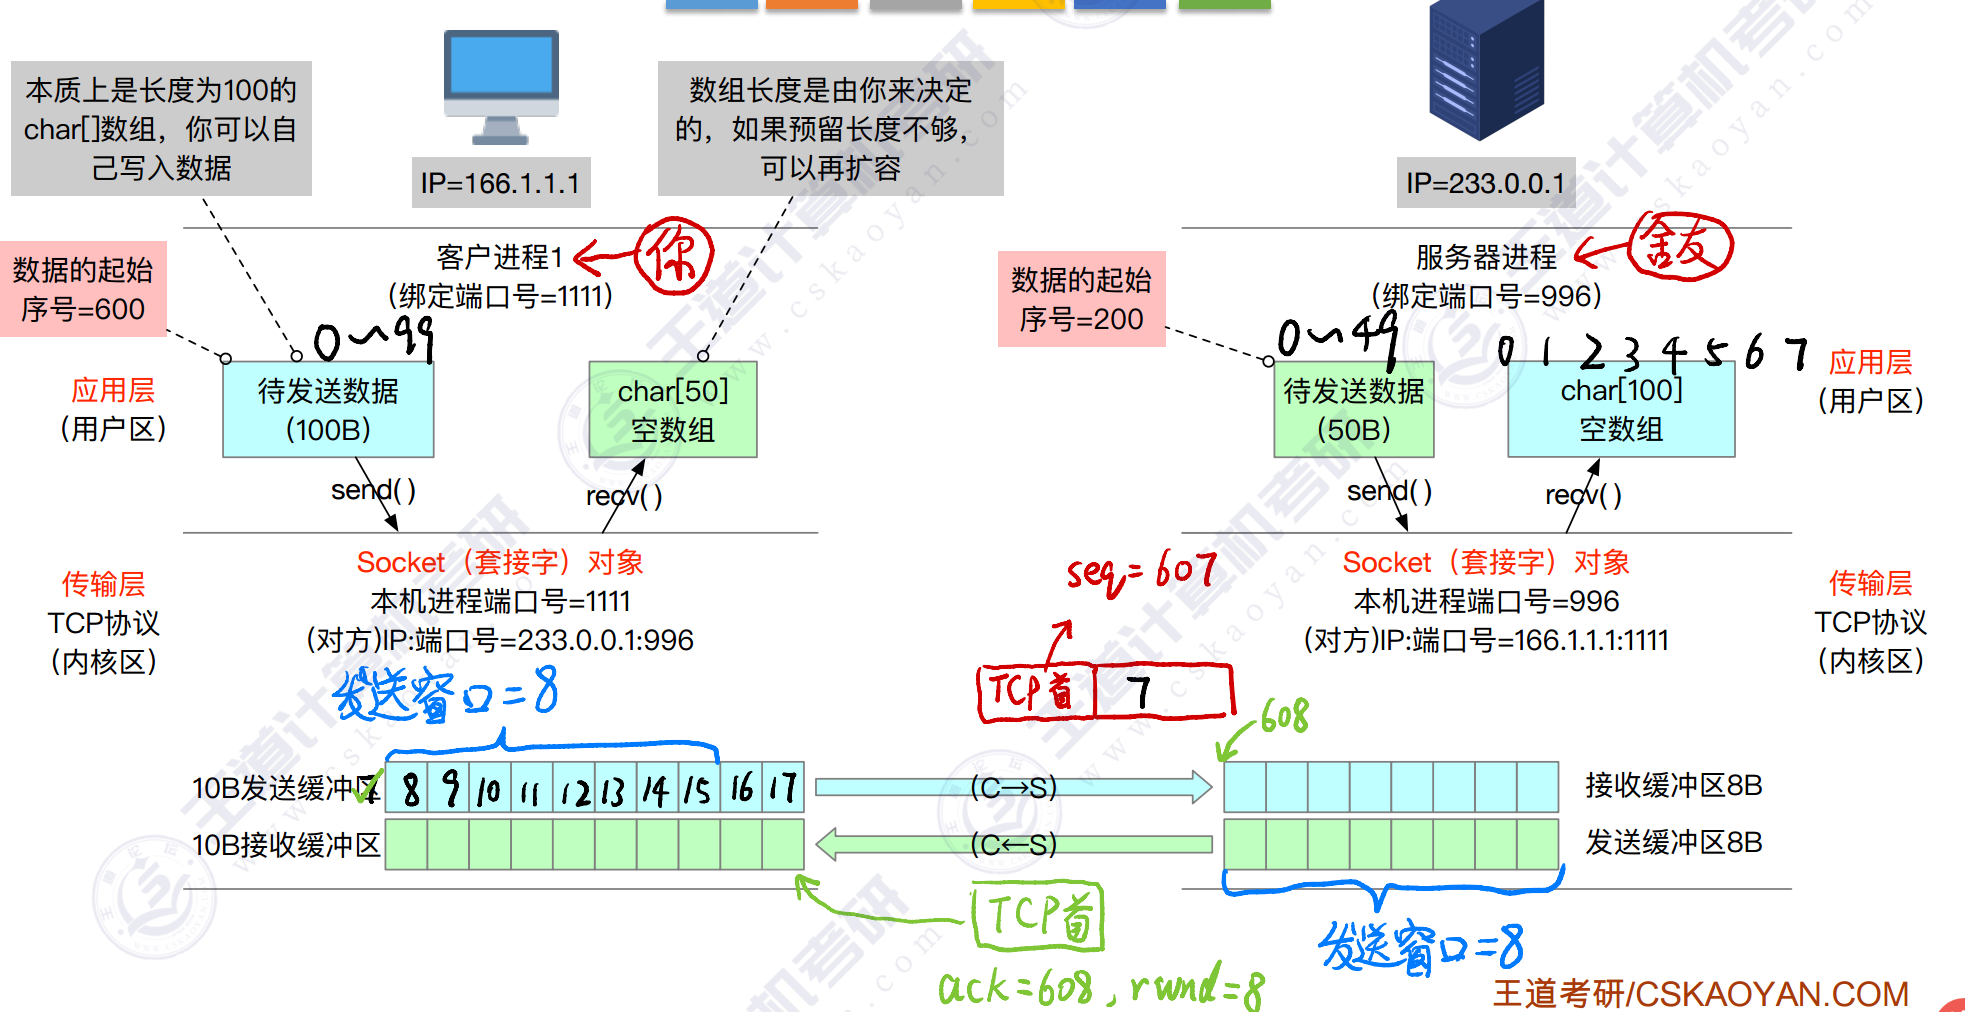 本质上是长度为100的
char[]数组，你可以自
己写入数据
IP=166.1.1.1
数组长度是由你来决定
的，如果预留长度不够，
可以再扩容
IP=233.0.0.1
数据的起始
序号=600
客户进程1
(绑定端口号=1111)
你
数据的起始
序号=200
服务器进程
(绑定端口号=996)
舍友
0~99
0~49
0 1 2 3 4 5 6 7
应用层
(用户区)
待发送数据
(100B)
char[50]
空数组
待发送数据
(50B)
char[100]
空数组
应用层
(用户区)
send( )
recv( )
send( )
recv( )
传输层
TCP协议
(内核区)
Socket（套接字）对象
本机进程端口号=1111
(对方)IP:端口号=233.0.0.1:996
seq=607
TCP首 7
Socket（套接字）对象
本机进程端口号=996
(对方)IP:端口号=166.1.1.1:1111
传输层
TCP协议
(内核区)
发送窗口=8
608
10B发送缓冲区
7 8 9 10 11 12 13 14 15 16 17
(C→S)
接收缓冲区8B
10B接收缓冲区
(C←S)
发送缓冲区8B
TCP首
ack=608, rwnd=8
发送窗口=8
王道考研/CSKAOYAN.COM
王道计算机考研
www.cskaoyan.com